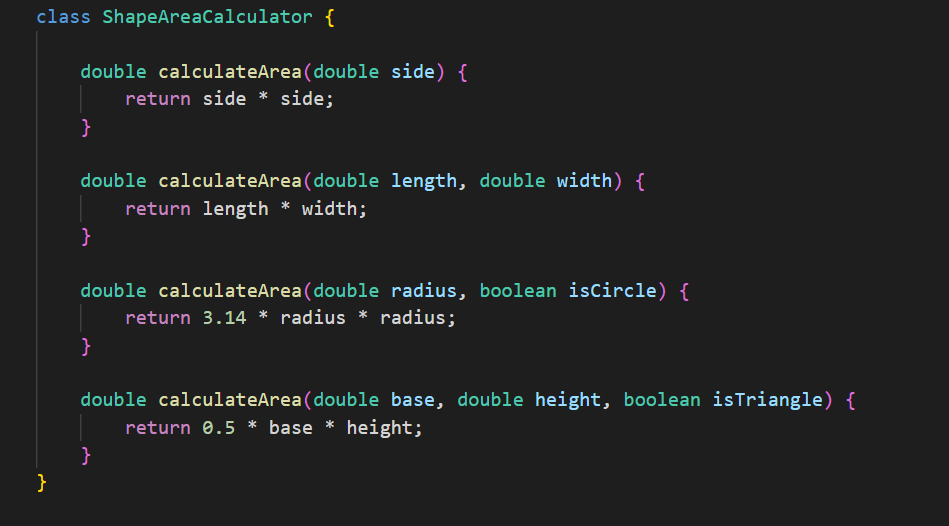 class ShapeAreaCalculator {
double calculateArea(double side) {
return side * side;
}
double calculateArea(double length, double width) {
return length * width;
}
double calculateArea(double radius, boolean isCircle) {
return 3.14 * radius * radius;
}
double calculateArea(double base, double height, boolean isTriangle) {
return 0.5 * base * height;
}
}